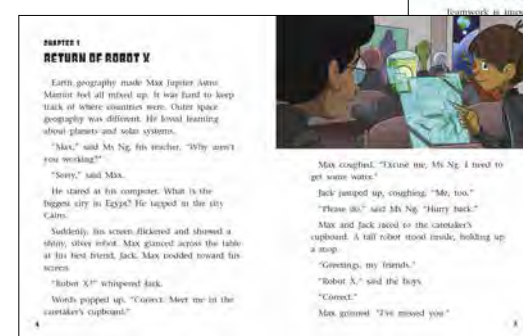 Teamwork is
CHAPTER 1
RETURN OF ROBOT X
Earth geography made Max Jupiter Astro
Marriot feel all mixed up. It was hard to keep
track of where countries were. Outer space
geography was different. He loved learning
about planets and solar systems.
"Max," said Ms Ng, his teacher. "Why aren't
you working?"
"Sorry," said Max.
He stared at his computer. What is the
biggest city in Egypt? He tapped in the city
Cairo.
Suddenly, his screen flickered and showed a
shiny, silver robot. Max glanced across the table
at his best friend, Jack. Max nodded toward his
screen.
"Robot X?" whispered Jack.
Words popped up, "Correct. Meet me in the
caretaker's cupboard."
4
Max coughed. "Excuse me, Ms Ng. I need to
get some water."
Jack jumped up, coughing. "Me, too."
"Please do," said Ms Ng. "Hurry back."
Max and Jack raced to the caretaker's
cupboard. A tall robot stood inside, holding up
a mop.
"Greetings, my friends."
"Robot X," said the boys.
"Correct."
Max grinned. "I've missed you."
5